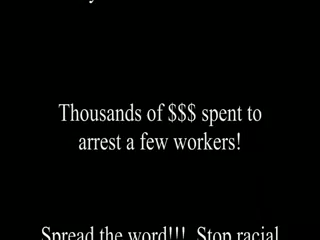 Thousands of $$$ spent to
arrest a few workers!
Spread the word!!! Stop racial